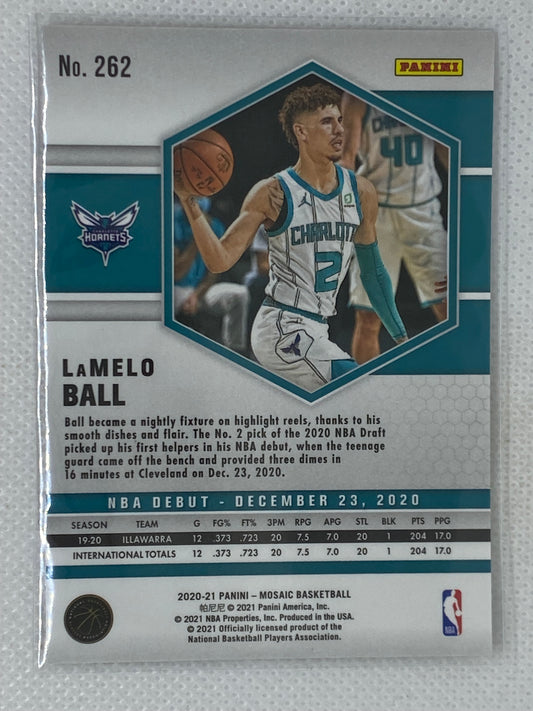 No. 262
PANINI
CHARLOTTE
HORNETS
40
CHARLOTT
2
LAMELO
BALL
Ball became a nightly fixture on highlight reels, thanks to his
smooth dishes and flair. The No. 2 pick of the 2020 NBA Draft
picked up his first helpers in his NBA debut, when the teenage
guard came off the bench and provided three dimes in
16 minutes at Cleveland on Dec. 23, 2020.
NBA DEBUT - DECEMBER 23, 2020
SEASON TEAM G FG% FT% 3PM RPG APG STL BLK PTS PPG
19-20 ILLAWARRA 12 .373 .723 20 7.5 7.0 20 1 204 17.0
INTERNATIONAL TOTALS 12 .373 .723 20 7.5 7.0 20 1 204 17.0
2020-21 PANINI – MOSAIC BASKETBALL
帕尼尼 © 2021 Panini America, Inc.
© 2021 NBA Properties, Inc. Produced in the USA.
© 2021 Officially licensed product of the
National Basketball Players Association.
NBA